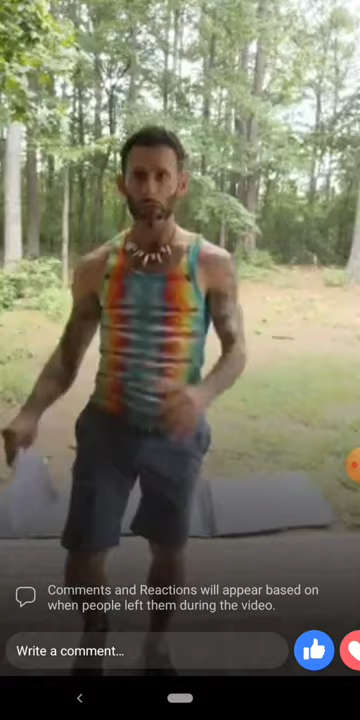 Comments and Reactions will appear based on
when people left them during the video.
Write a comment...